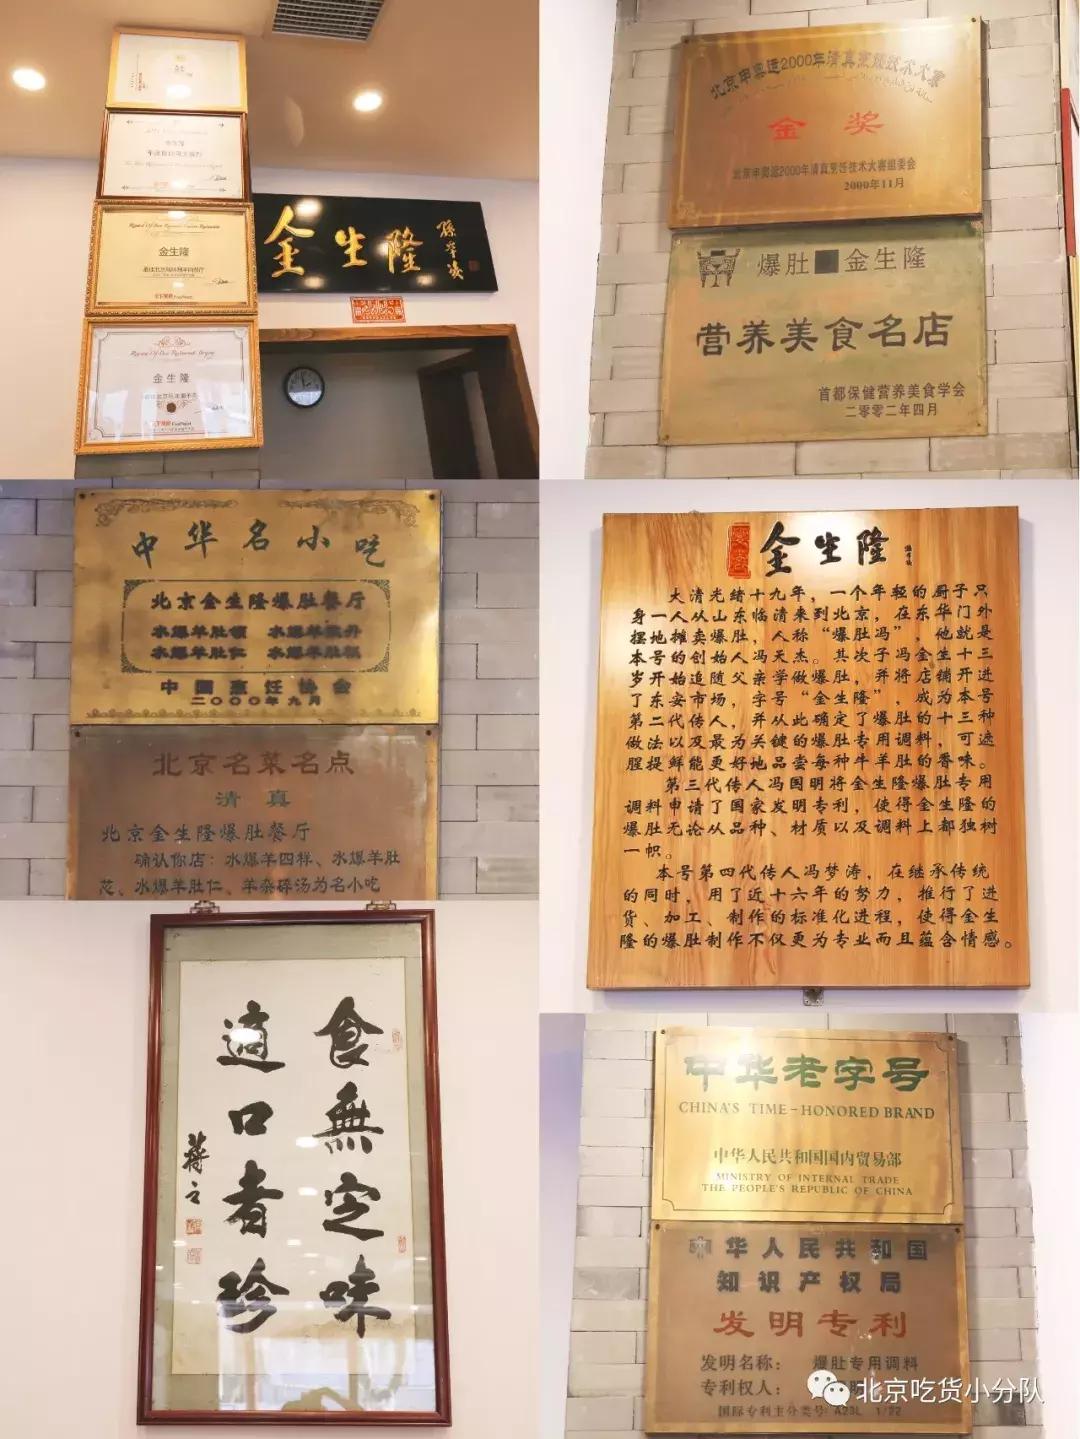 金生隆
金生隆
金生隆
孫孚凌
北京申奥运2000年清真烹饪技术大赛
金奖
北京申奥运2000年清真烹饪技术大赛组委会
2000年11月
爆肚 金生隆
营养美食名店
首都保健营养美食学会
二零零二年四月
中华名小吃
北京金生隆爆肚餐厅
水爆羊肚领
水爆羊肚仁
中国烹饪协会
二〇〇〇年九月
北京名菜名点
清真
北京金生隆爆肚餐厅
确认你店：水爆羊四样、水爆羊肚
芯、水爆羊肚仁、羊杂碎汤为名小吃
金生隆
大清光绪十九年，一个年轻的厨子只
身一人从山东临清来到北京，在东华门外
摆地摊卖爆肚，人称“爆肚冯”，他就是
本号的创始人冯天杰。其次子冯金生十三
岁开始追随父亲学做爆肚，并将店铺开进
了东安市场，字号“金生隆”，成为本号
第二代传人，并从此确定了爆肚的十三种
做法以及最为关键的爆肚专用调料，可遮
腥提鲜能更好地品尝每种牛羊肚的香味。
第三代传人冯国明将金生隆爆肚专用
调料申请了国家发明专利，使得金生隆的
爆肚无论从品种、材质以及调料上都独树
一帜。
本号第四代传人冯梦涛，在继承传统
的同时，用了近十六年的努力，推行了进
货、加工、制作的标准化进程，使得金生
隆的爆肚制作不仅更为专业而且蕴含情感。
食無定味
適口者珍
中华老字号
CHINA'S TIME-HONORED BRAND
中华人民共和国国内贸易部
MINISTRY OF INTERNAL TRADE
THE PEOPLE'S REPUBLIC OF CHINA
中华人民共和国
知识产权局
发明专利
发明名称： 爆肚专用调料
专利权人：
国际专利主分类号：A23L 1/22
北京吃货小分队